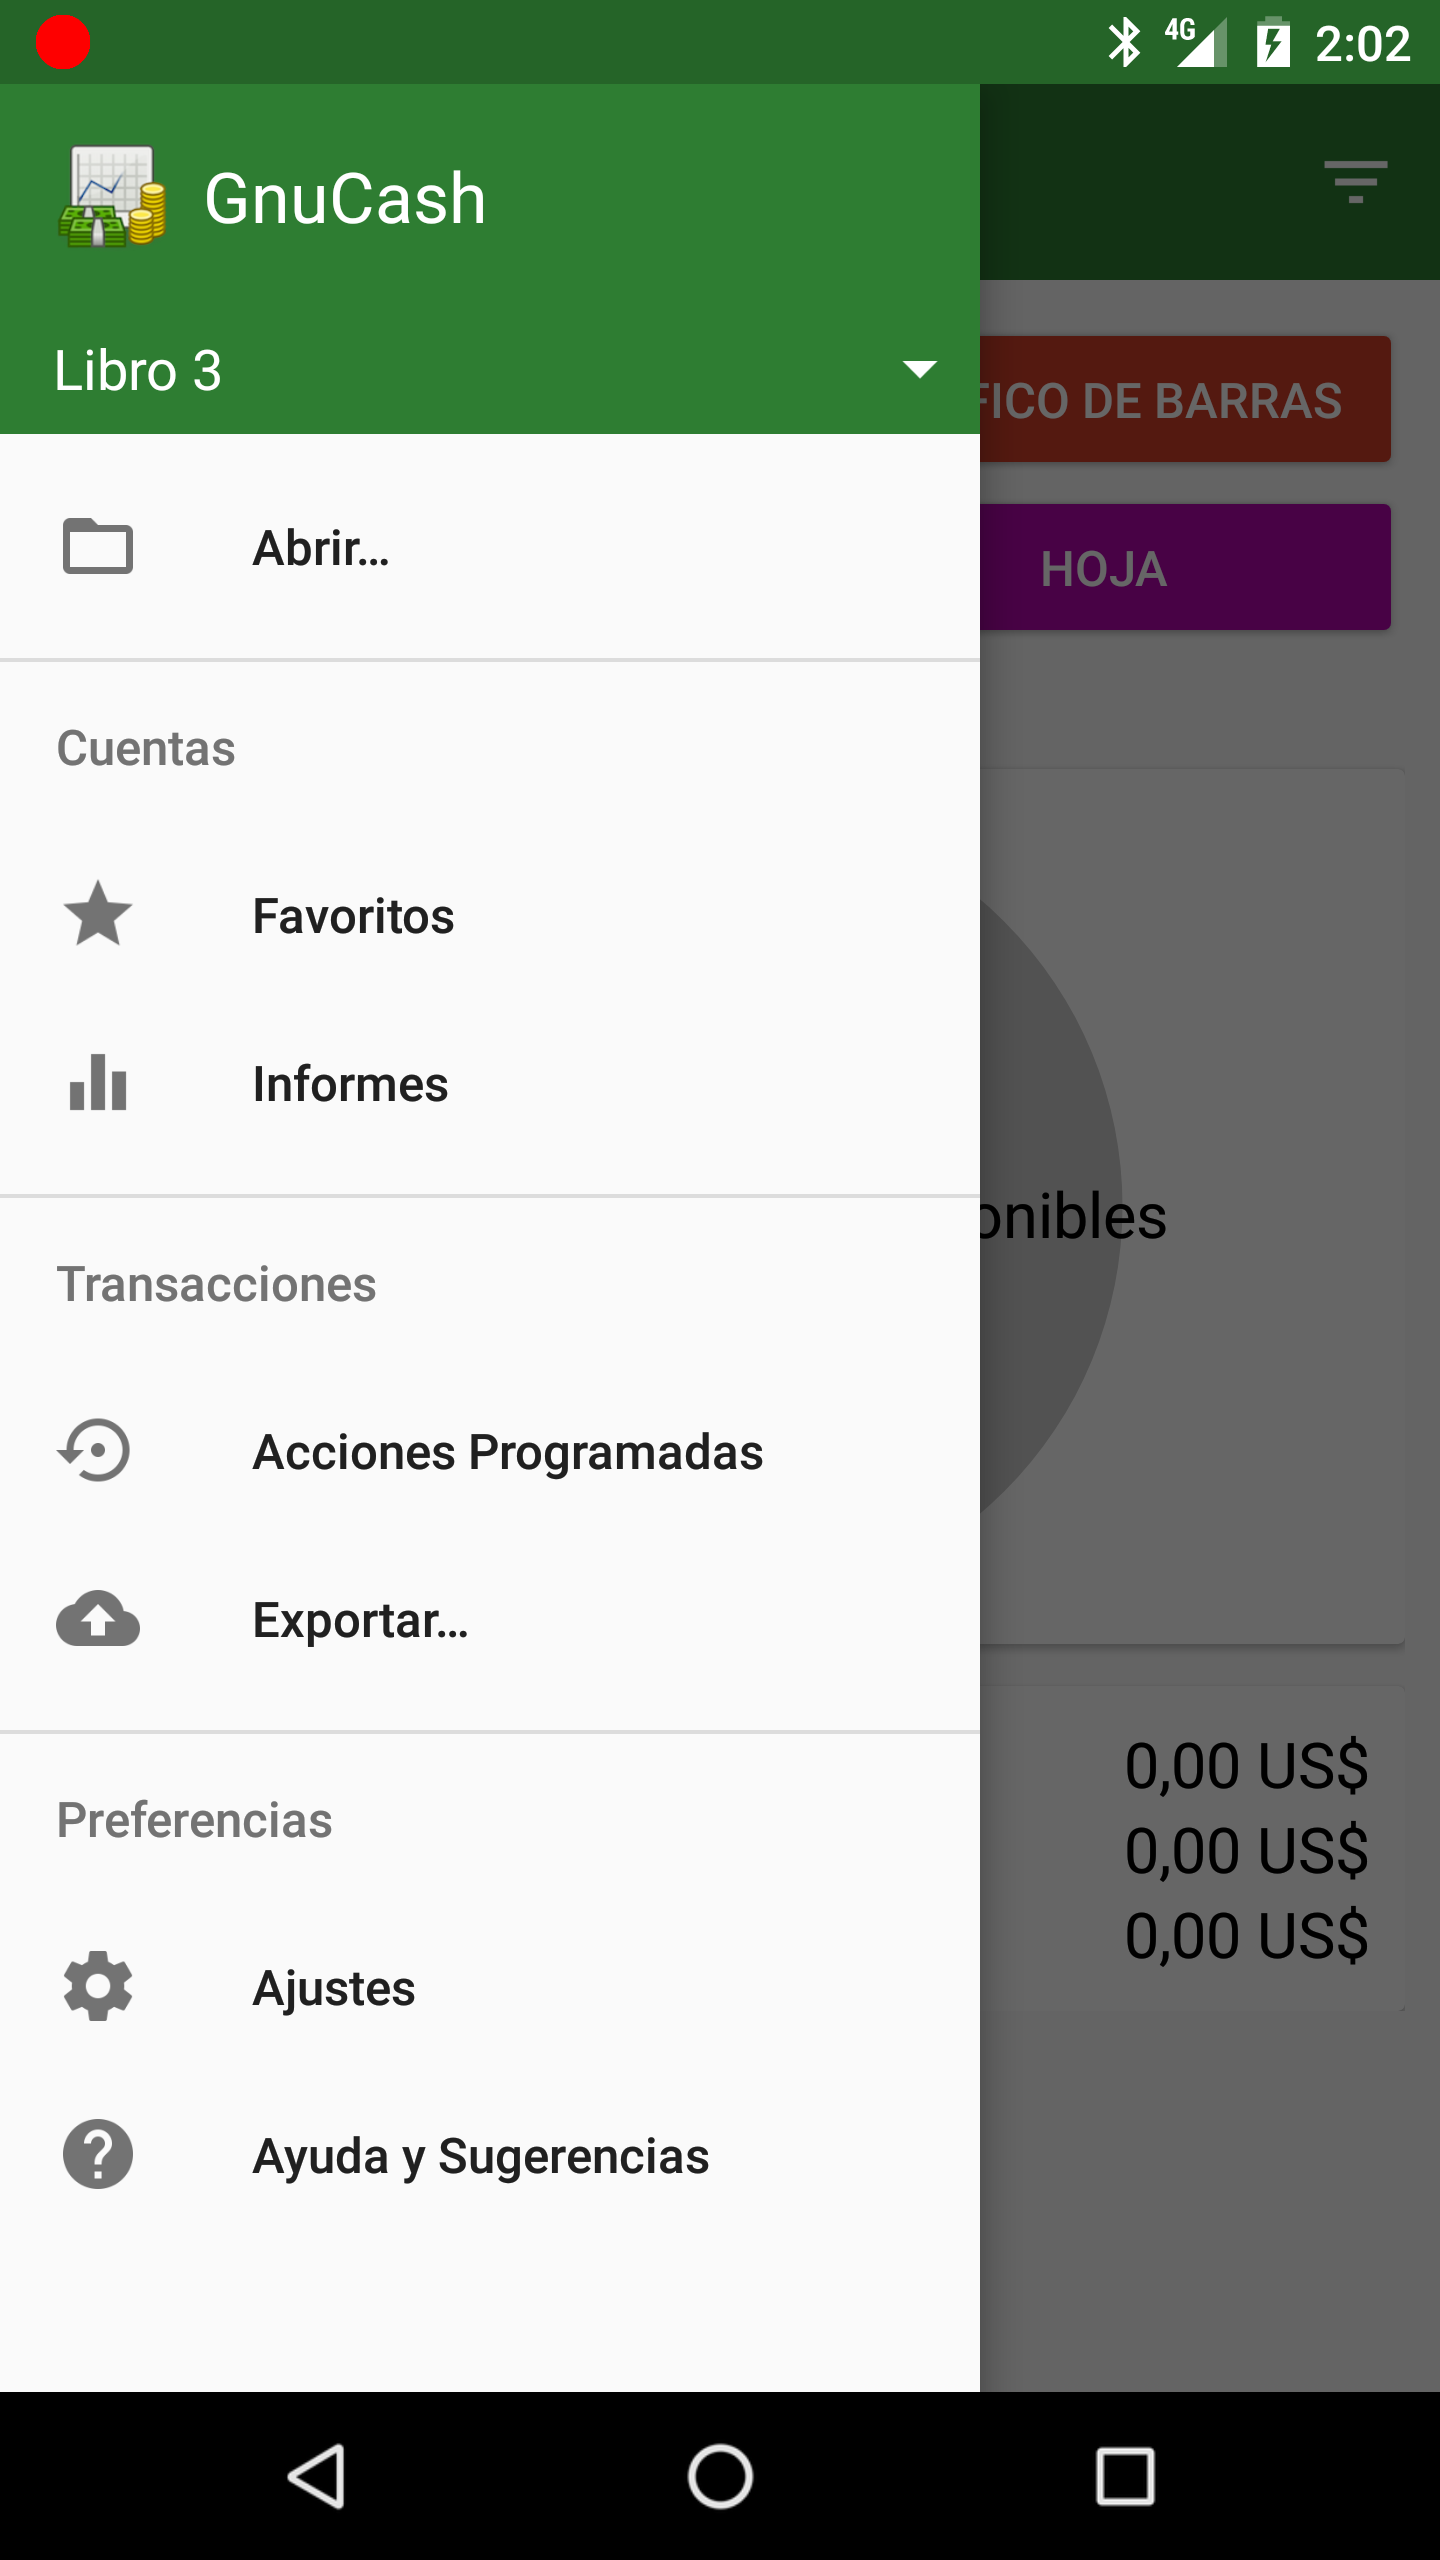 4G 2:02
GnuCash
Libro 3
FICO DE BARRAS
HOJA
Abrir...
Cuentas
Favoritos
Informes
onibles
Transacciones
Acciones Programadas
Exportar...
0,00 US$
0,00 US$
0,00 US$
Preferencias
Ajustes
Ayuda y Sugerencias